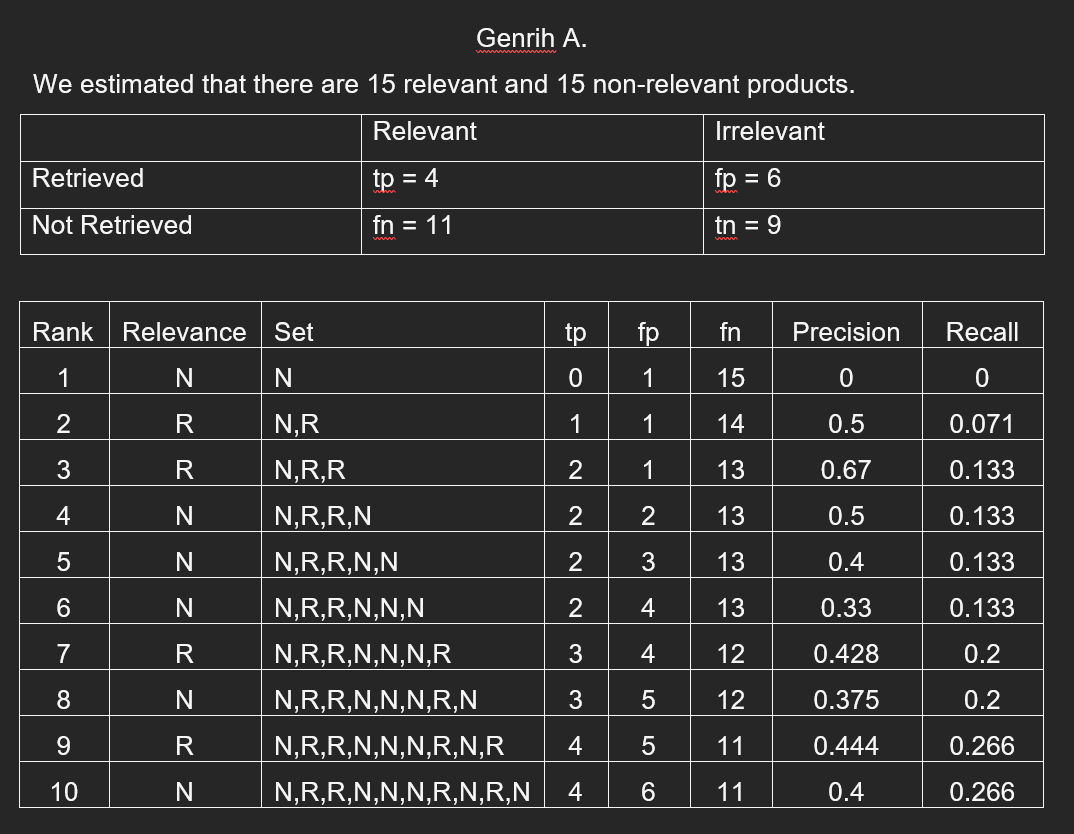 Genrih A.
We estimated that there are 15 relevant and 15 non-relevant products.
Relevant Irrelevant
Retrieved tp = 4 fp = 6
Not Retrieved fn = 11 tn = 9
Rank Relevance Set tp fp fn Precision Recall
1 N N 0 1 15 0 0
2 R N,R 1 1 14 0.5 0.071
3 R N,R,R 2 1 13 0.67 0.133
4 N N,R,R,N 2 2 13 0.5 0.133
5 N N,R,R,N,N 2 3 13 0.4 0.133
6 N N,R,R,N,N,N 2 4 13 0.33 0.133
7 R N,R,R,N,N,N,R 3 4 12 0.428 0.2
8 N N,R,R,N,N,N,R,N 3 5 12 0.375 0.2
9 R N,R,R,N,N,N,R,N,R 4 5 11 0.444 0.266
10 N N,R,R,N,N,N,R,N,R,N 4 6 11 0.4 0.266